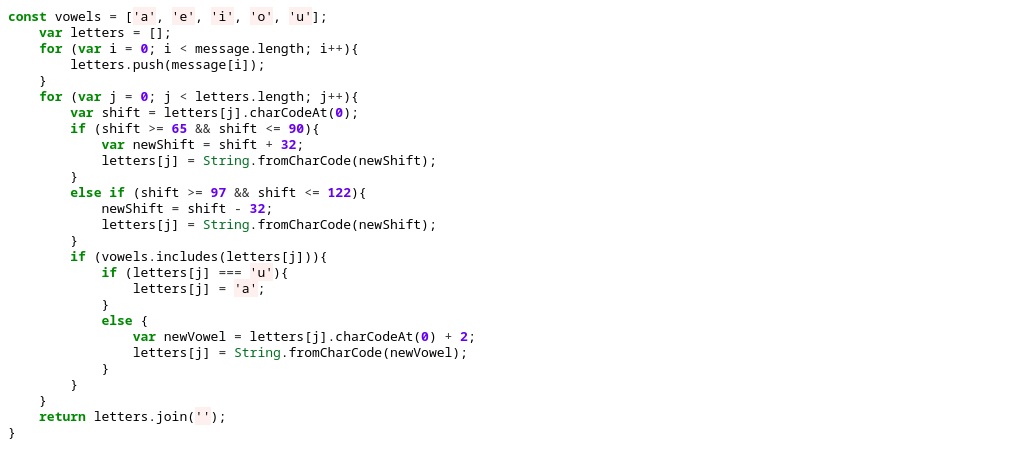 const vowels = ['a', 'e', 'i', 'o', 'u'];
    var letters = [];
    for (var i = 0; i < message.length; i++){
        letters.push(message[i]);
    }
    for (var j = 0; j < letters.length; j++){
        var shift = letters[j].charCodeAt(0);
        if (shift >= 65 && shift <= 90){
            var newShift = shift + 32;
            letters[j] = String.fromCharCode(newShift);
        }
        else if (shift >= 97 && shift <= 122){
            newShift = shift - 32;
            letters[j] = String.fromCharCode(newShift);
        }
        if (vowels.includes(letters[j])){
            if (letters[j] === 'u'){
                letters[j] = 'a';
            }
            else {
                var newVowel = letters[j].charCodeAt(0) + 2;
                letters[j] = String.fromCharCode(newVowel);
            }
        }
    }
    return letters.join('');
}